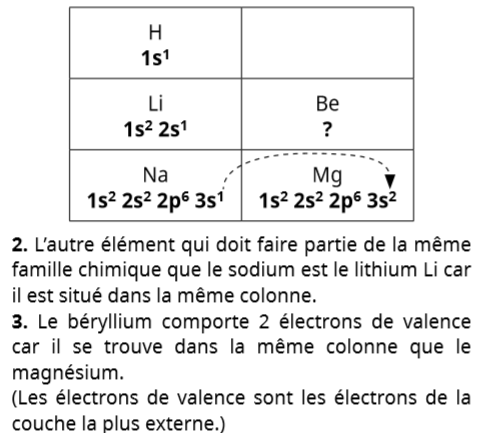 H
1s¹
Li
1s² 2s¹
Be
?
Na
1s² 2s² 2p⁶ 3s¹
Mg
1s² 2s² 2p⁶ 3s²
2. L'autre élément qui doit faire partie de la même
famille chimique que le sodium est le lithium Li car
il est situé dans la même colonne.
3. Le béryllium comporte 2 électrons de valence
car il se trouve dans la même colonne que le
magnésium.
(Les électrons de valence sont les électrons de la
couche la plus externe.)